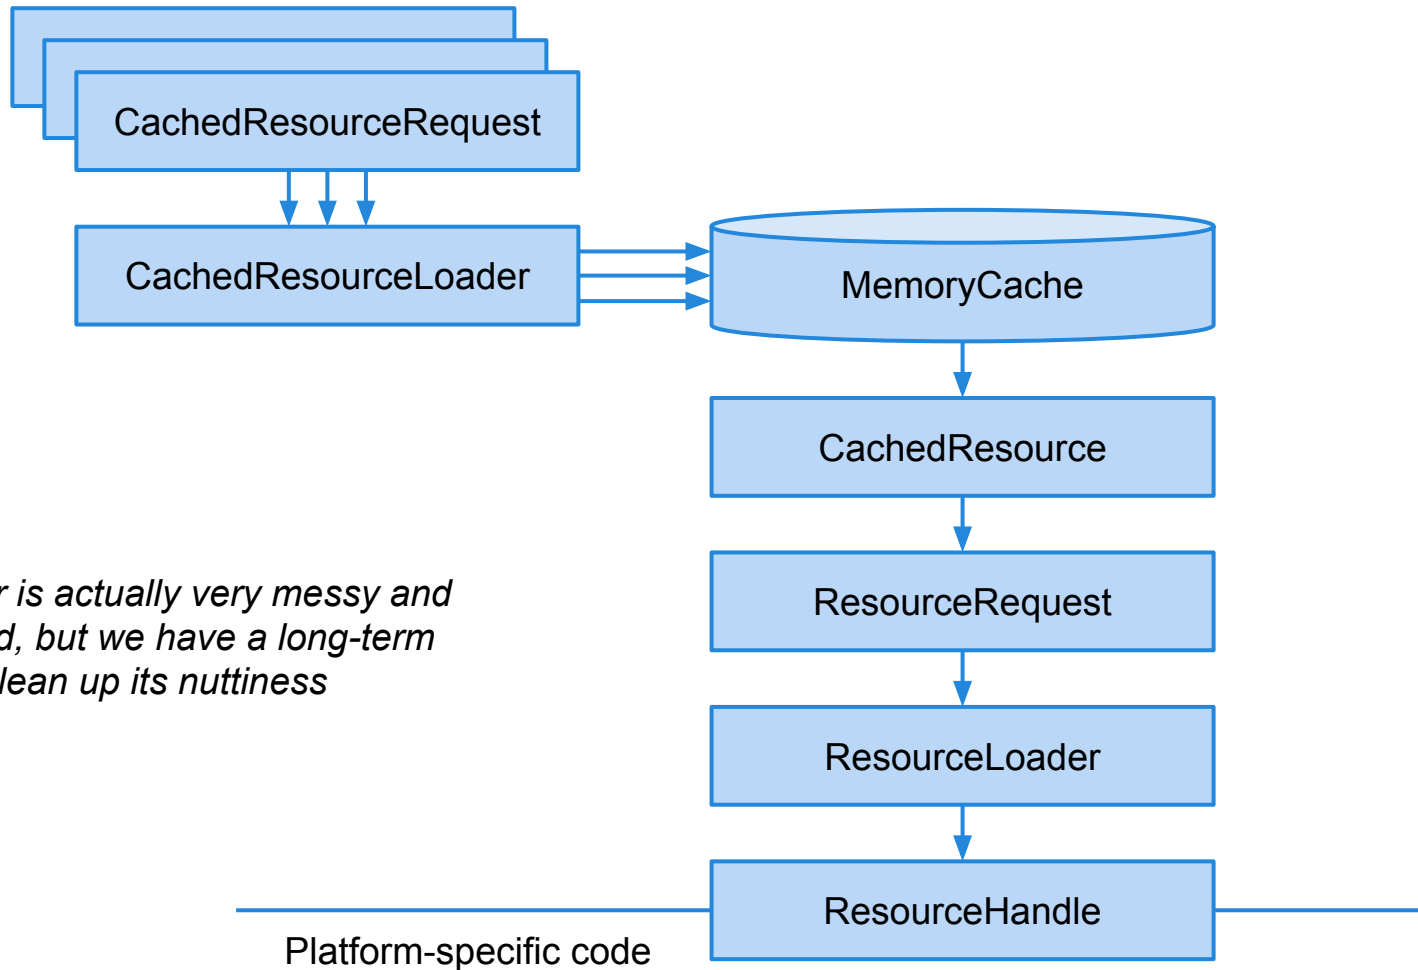 CachedResourceRequest
CachedResourceLoader
MemoryCache
CachedResource
ResourceRequest
r is actually very messy and
d, but we have a long-term
lean up its nuttiness
ResourceLoader
ResourceHandle
Platform-specific code